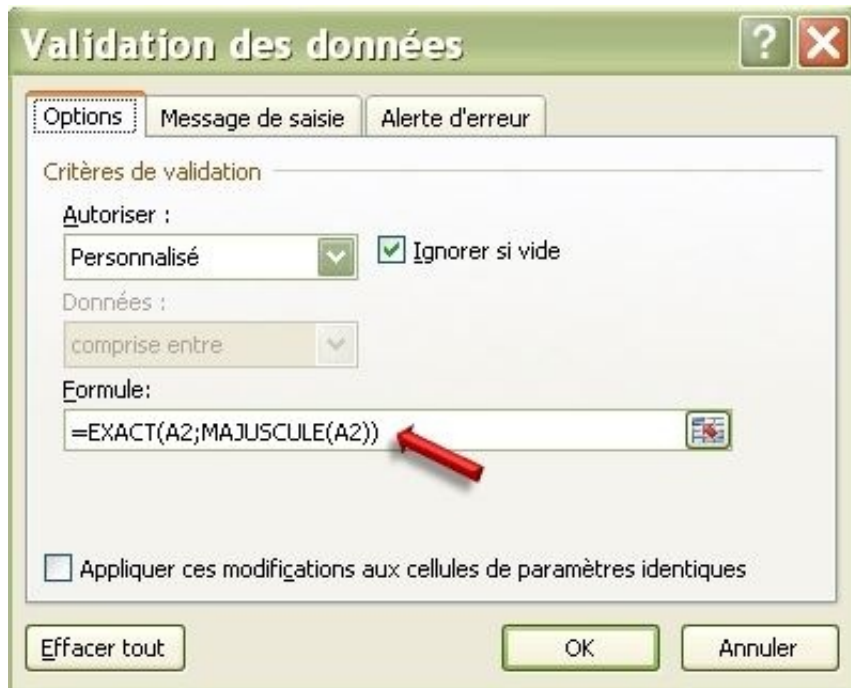 Validation des données
Options Message de saisie Alerte d'erreur
Critères de validation
Autoriser :
Personnalisé Ignorer si vide
Données :
comprise entre
Formule:
=EXACT(A2;MAJUSCULE(A2))
Appliquer ces modifications aux cellules de paramètres identiques
Effacer tout OK Annuler